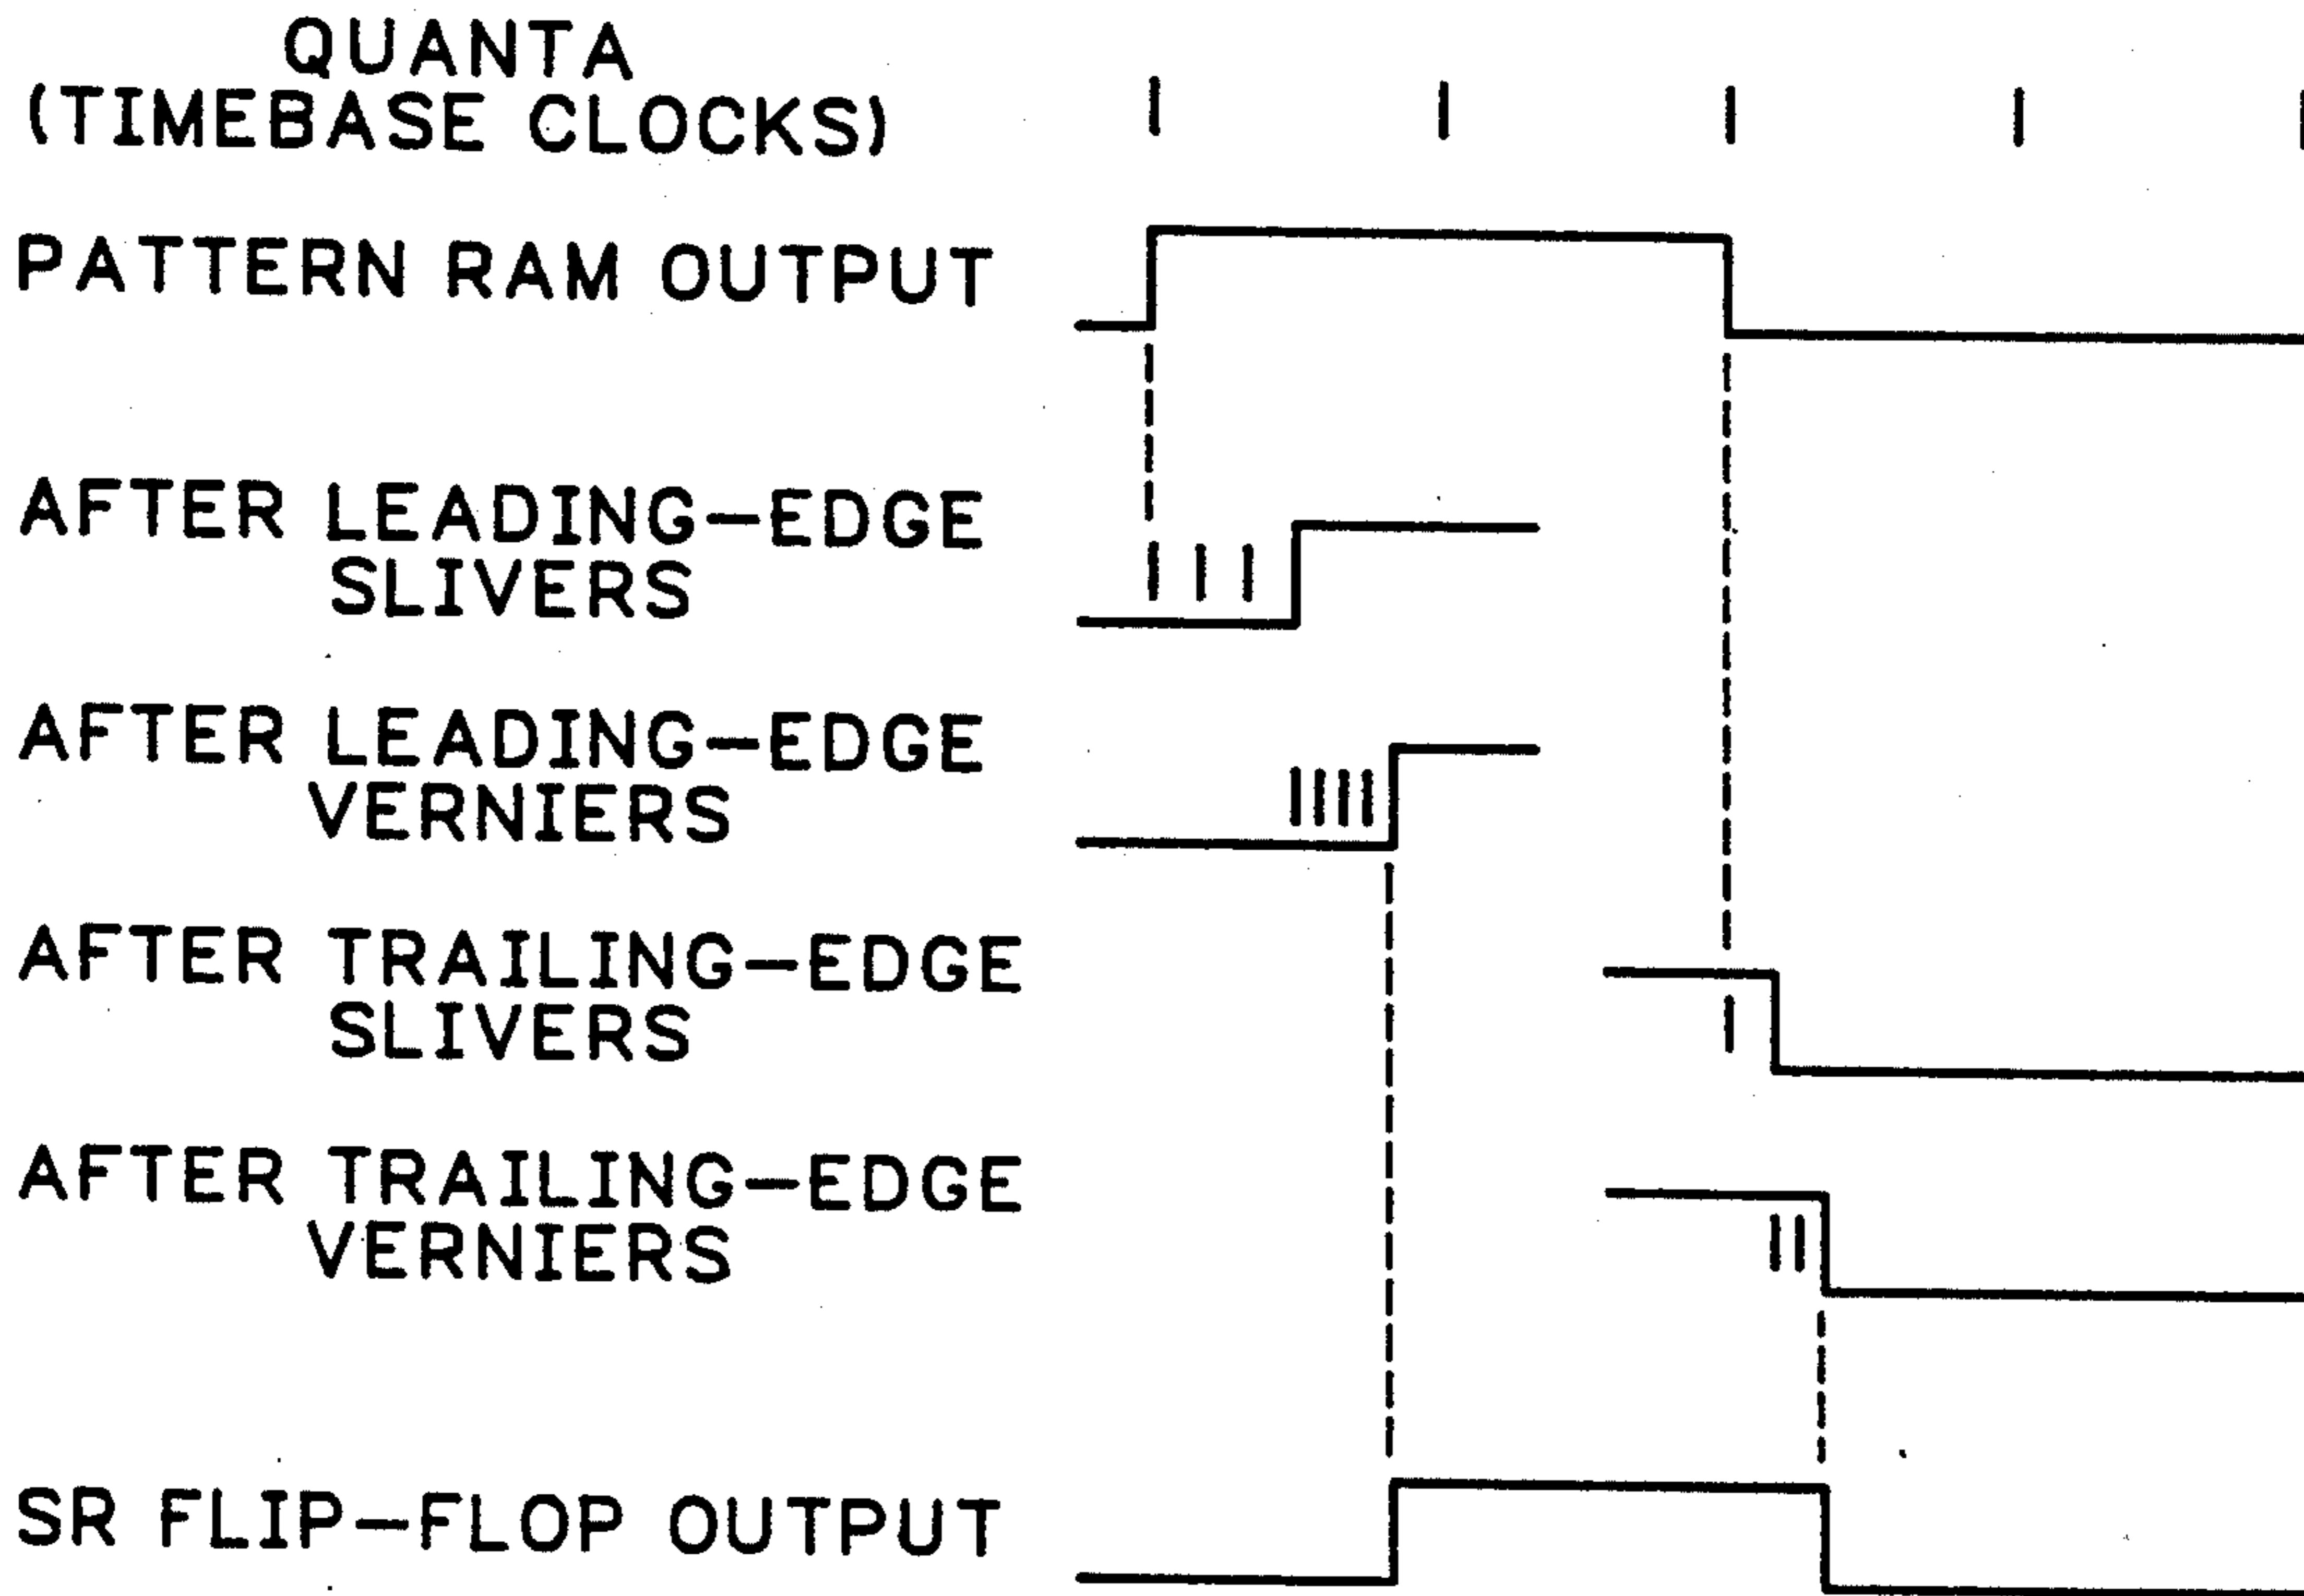 QUANTA
(TIMEBASE CLOCKS)
PATTERN RAM OUTPUT
AFTER LEADING-EDGE
SLIVERS
AFTER LEADING-EDGE
VERNIERS
AFTER TRAILING-EDGE
SLIVERS
AFTER TRAILING-EDGE
VERNIERS
SR FLIP-FLOP OUTPUT